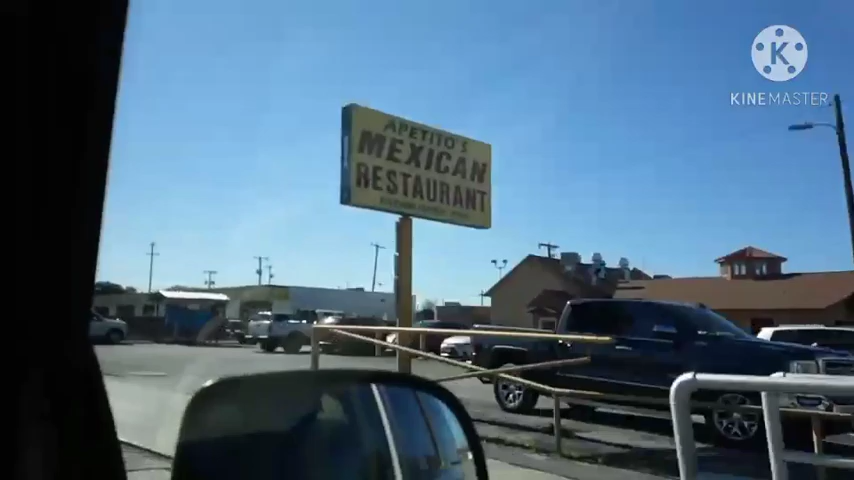 APETITO'S
MEXICAN
RESTAURANT
K
KINEMASTER